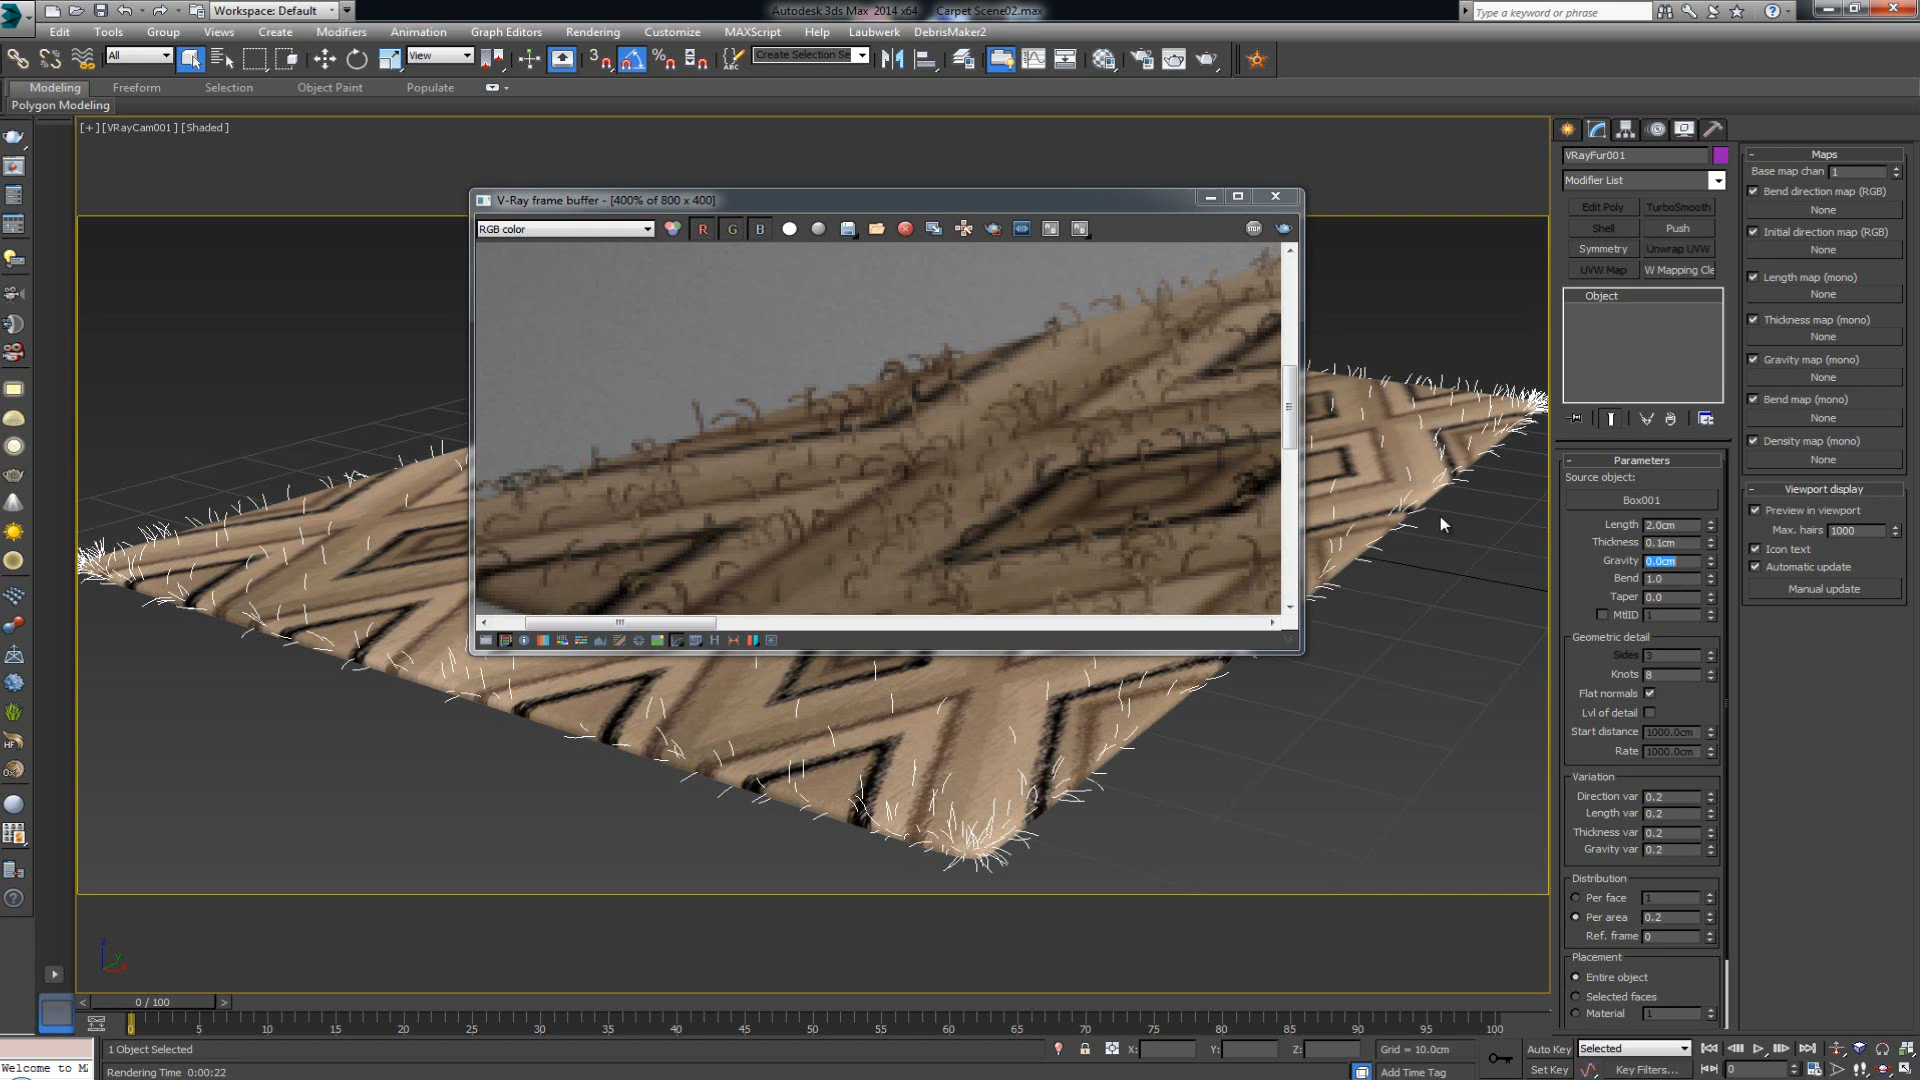 Workspace: Default
Autodesk 3ds Max 2014 x64 Carpet Scene02.max
Type a keyword or phrase
Edit Tools Group Views Create Modifiers Animation Graph Editors Rendering Customize MAXScript Help Laubwerk DebrisMaker2
All View Create Selection Se
Modeling Freeform Selection Object Paint Populate
Polygon Modeling
[+] [VRayCam001] [Shaded]
V-Ray frame buffer - [400% of 800 x 400]
RGB color R G B STOP
VRayFur001
Modifier List
Edit Poly TurboSmooth
Shell Push
Symmetry Unwrap UVW
UVW Map W Mapping Cle
Object
Parameters
Source object:
Box001
Length 2.0cm
Thickness 0.1cm
Gravity 0.0cm
Bend 1.0
Taper 0.0
MtlID 1
Geometric detail
Sides 3
Knots 8
Flat normals
Lvl of detail
Start distance 1000.0cm
Rate 1000.0cm
Variation
Direction var 0.2
Length var 0.2
Thickness var 0.2
Gravity var 0.2
Distribution
Per face 1
Per area 0.2
Ref. frame 0
Placement
Entire object
Selected faces
Material 1
Maps
Base map chan 1
Bend direction map (RGB)
None
Initial direction map (RGB)
None
Length map (mono)
None
Thickness map (mono)
None
Gravity map (mono)
None
Bend map (mono)
None
Density map (mono)
None
Viewport display
Preview in viewport
Max. hairs 1000
Icon text
Automatic update
Manual update
z
y
x
0 / 100
0 5 10 15 20 25 30 35 40 45 50 55 60 65 70 75 80 85 90 95 100
1 Object Selected X: Y: Z: Grid = 10.0cm Auto Key Selected
Welcome to M
Rendering Time 0:00:22 Add Time Tag Set Key Key Filters... 0